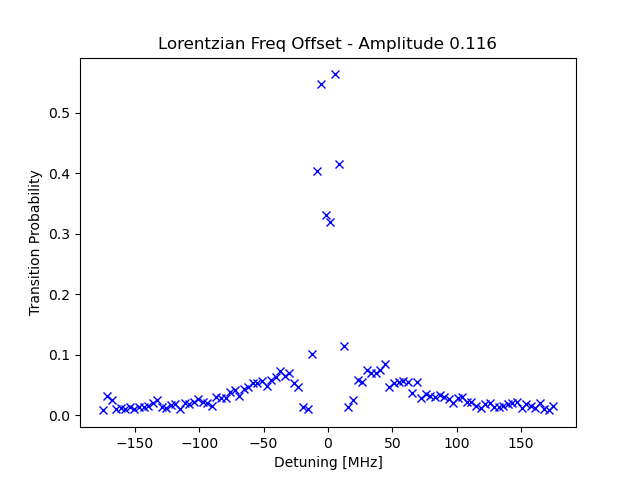 Lorentzian Freq Offset - Amplitude 0.116
Transition Probability
0.5
0.4
0.3
0.2
0.1
0.0
−150 −100 −50 0 50 100 150
Detuning [MHz]